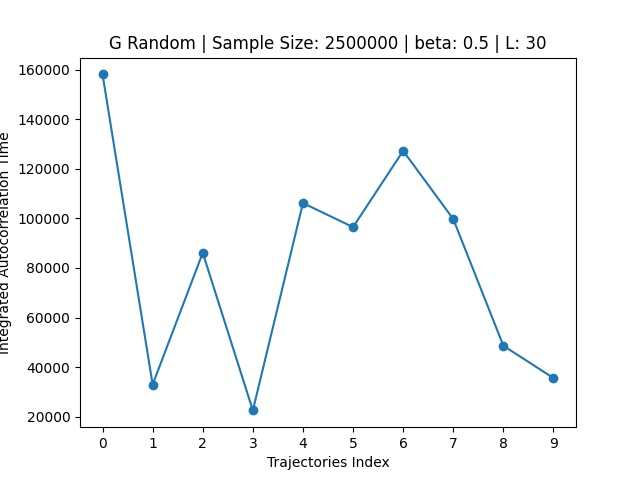 G Random | Sample Size: 2500000 | beta: 0.5 | L: 30
160000
140000
120000
100000
80000
60000
40000
20000
Integrated Autocorrelation Time
0 1 2 3 4 5 6 7 8 9
Trajectories Index